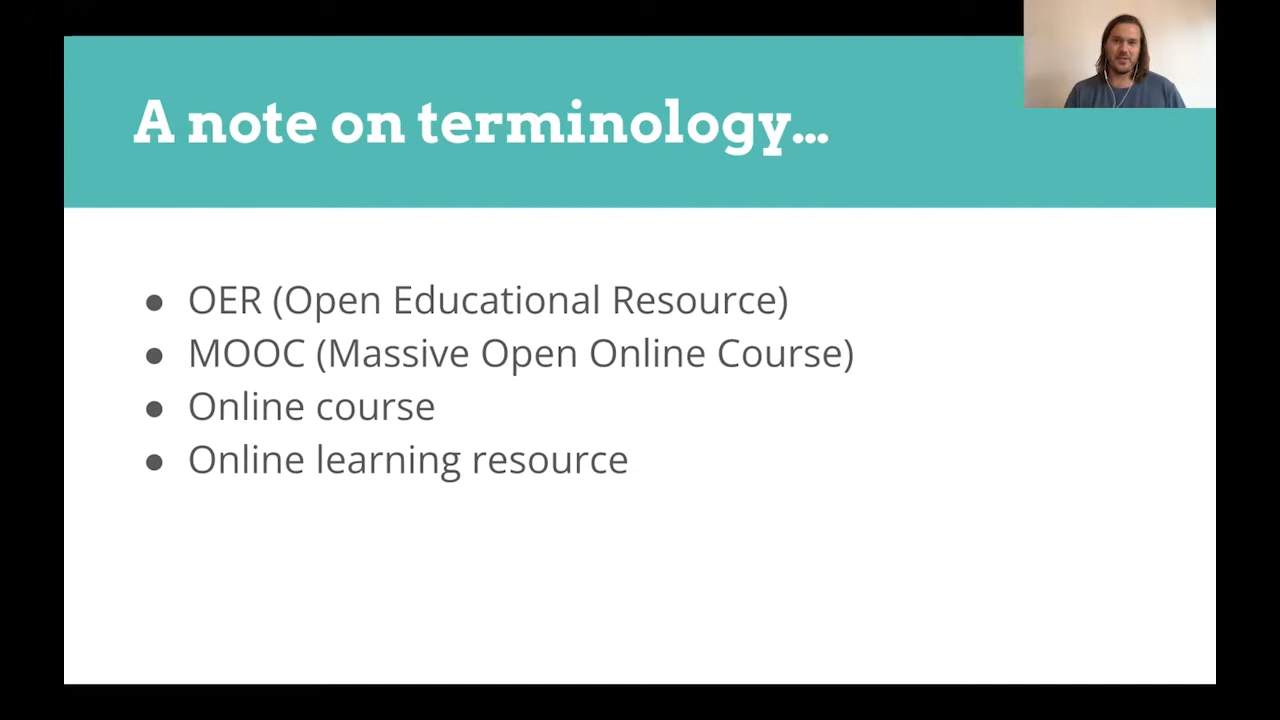 A note on terminology...
● OER (Open Educational Resource)
● MOOC (Massive Open Online Course)
● Online course
● Online learning resource